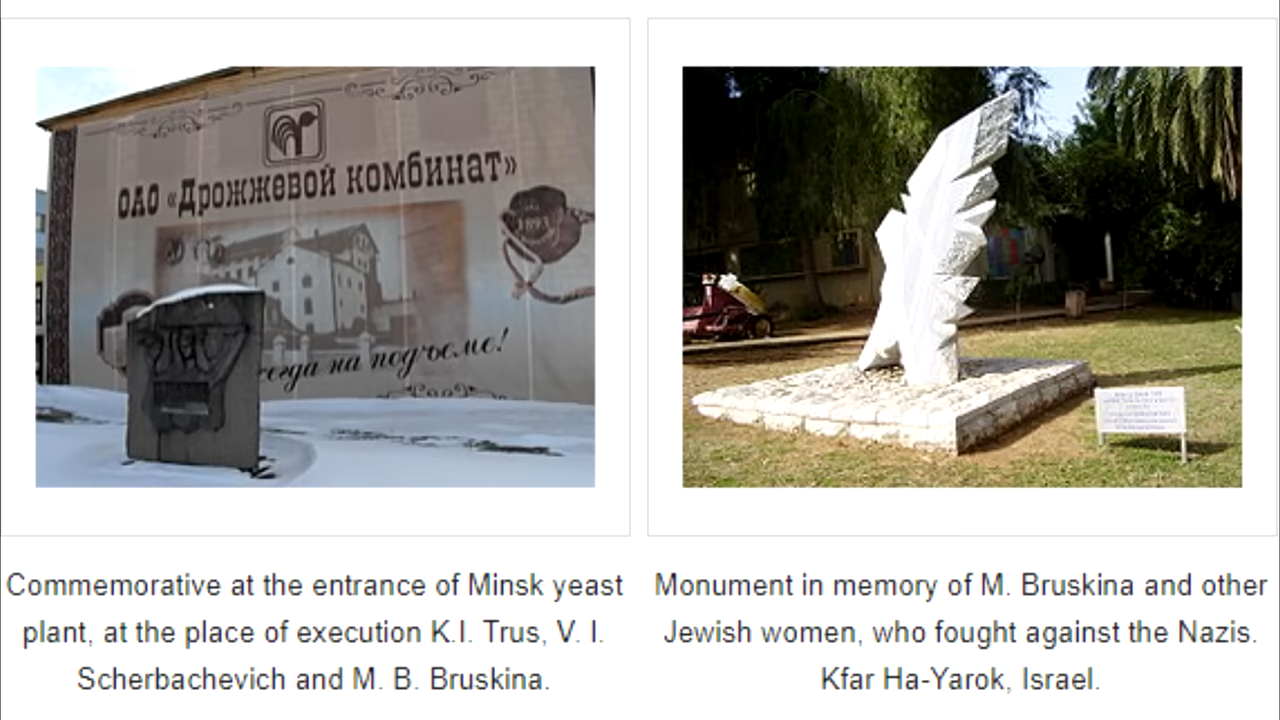 ОАО «Дрожжевой комбинат»
1893
на подъеме!
Commemorative at the entrance of Minsk yeast
plant, at the place of execution K.I. Trus, V. I.
Scherbachevich and M. B. Bruskina.
Monument in memory of M. Bruskina and other
Jewish women, who fought against the Nazis.
Kfar Ha-Yarok, Israel.